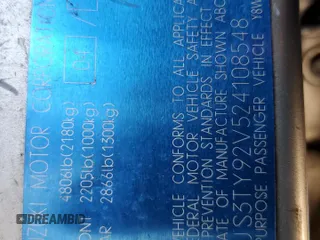 ZUKI MOTOR CO
4806lb(2180kg)
2205lb(1000kg)
2866lb(1300kg)
VEHICLE CONFORMS TO ALL APPLICA
FEDERAL MOTOR VEHICLE SAFETY A
PREVENTION STANDARDS IN EFFECT
DATE OF MANUFACTURE SHOWN ABO
JS3TY92V524108548
PURPOSE PASSENGER VEHICLE
DREAMBID